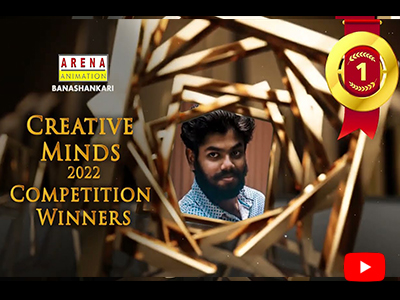 ARENA
ANIMATION
BANASHANKARI
CREATIVE
MINDS
2022
COMPETITION
WINNERS
1